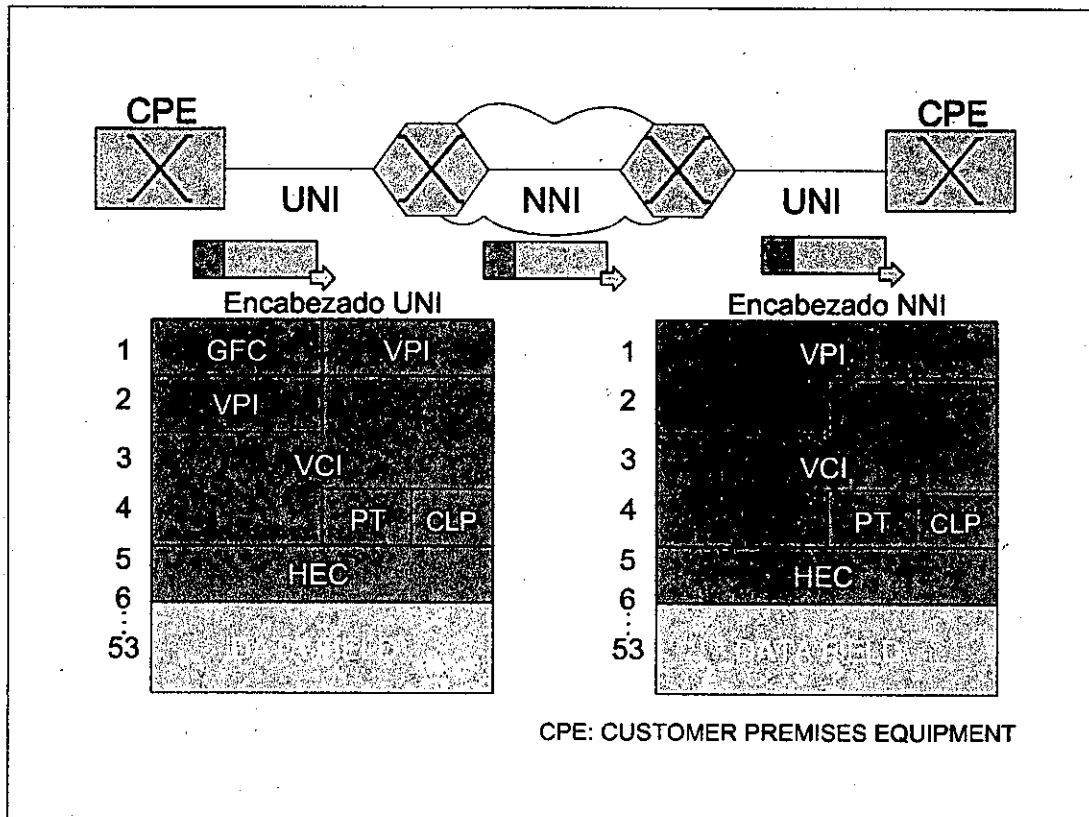 CPE CPE
UNI NNI UNI
Encabezado UNI
1 GFC VPI
2 VPI
3 VCI
4 PT CLP
5 HEC
6
53 DATA FIELD
Encabezado NNI
1 VPI
2
3 VCI
4 PT CLP
5 HEC
6
53 DATA FIELD
CPE: CUSTOMER PREMISES EQUIPMENT